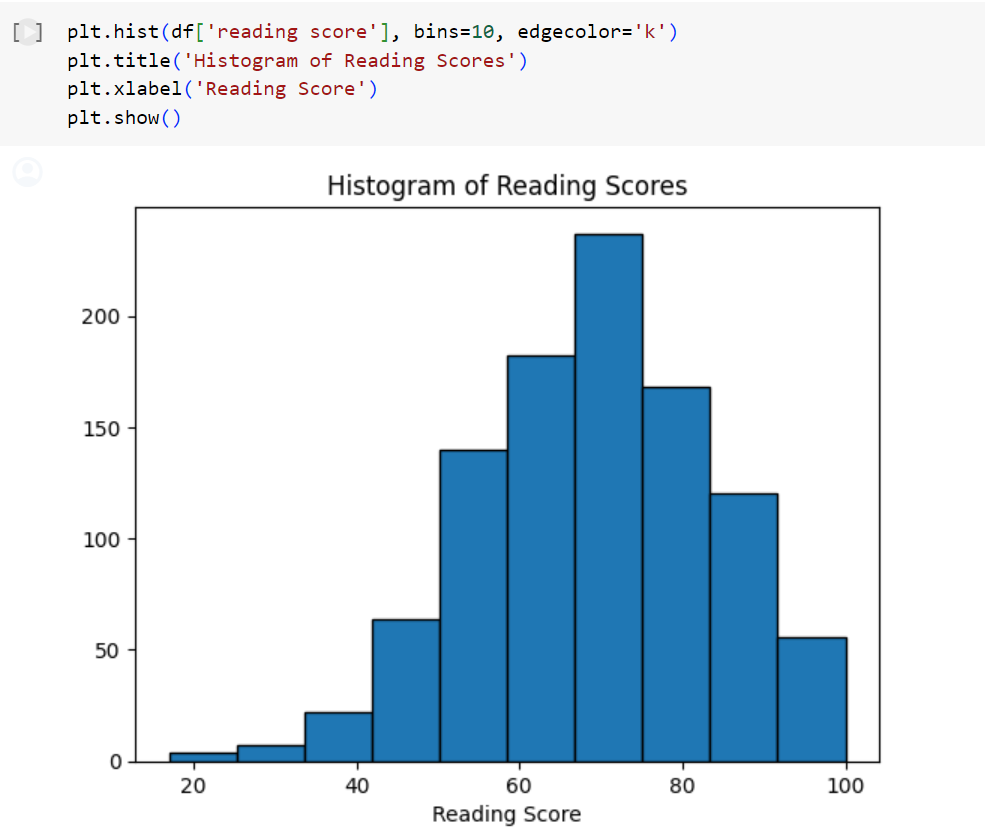 [ ] plt.hist(df['reading score'], bins=10, edgecolor='k')
plt.title('Histogram of Reading Scores')
plt.xlabel('Reading Score')
plt.show()
Histogram of Reading Scores
200
150
100
50
0
20 40 60 80 100
Reading Score